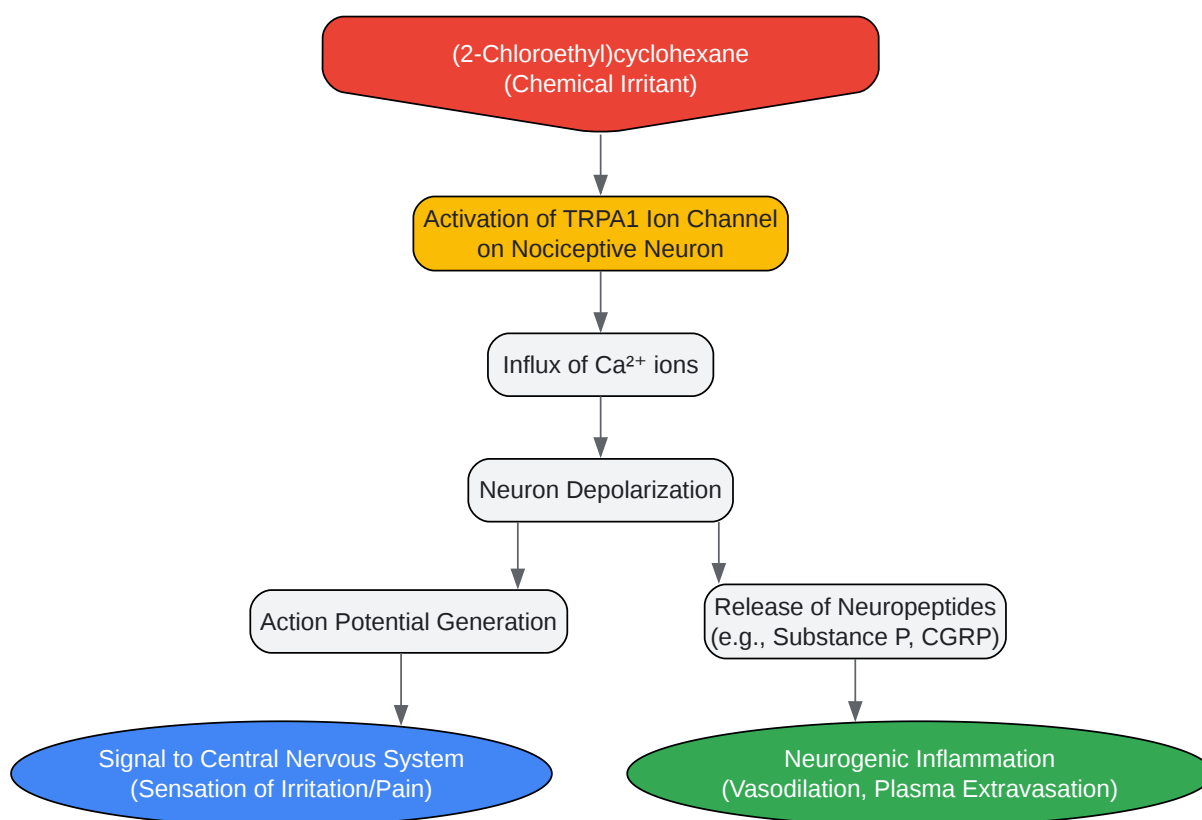 (2-Chloroethyl)cyclohexane
(Chemical Irritant)
Activation of TRPA1 Ion Channel
on Nociceptive Neuron
Influx of Ca²⁺ ions
Neuron Depolarization
Action Potential Generation
Release of Neuropeptides
(e.g., Substance P, CGRP)
Signal to Central Nervous System
(Sensation of Irritation/Pain)
Neurogenic Inflammation
(Vasodilation, Plasma Extravasation)